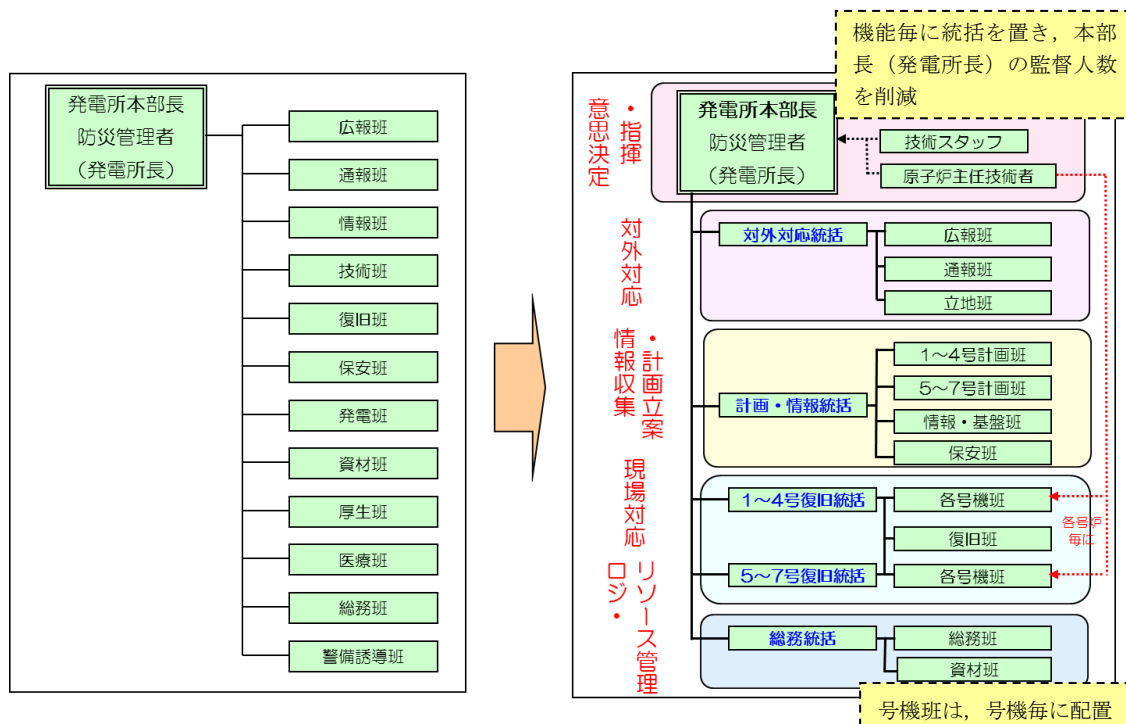 機能毎に統括を置き，本部
長（発電所長）の監督人数
を削減
発電所本部長
防災管理者
（発電所長）
広報班
通報班
情報班
技術班
復旧班
保安班
発電班
資材班
厚生班
医療班
総務班
警備誘導班
意思決定
・指揮
発電所本部長
防災管理者
（発電所長）
技術スタッフ
原子炉主任技術者
対外対応
対外対応統括
広報班
通報班
立地班
情報収集
・計画立案
計画・情報統括
1～4号計画班
5～7号計画班
情報・基盤班
保安班
現場対応
1～4号復旧統括
5～7号復旧統括
各号機班
復旧班
各号機班
各号炉
毎に
ロジ・
リソース管理
総務統括
総務班
資材班
号機班は，号機毎に配置